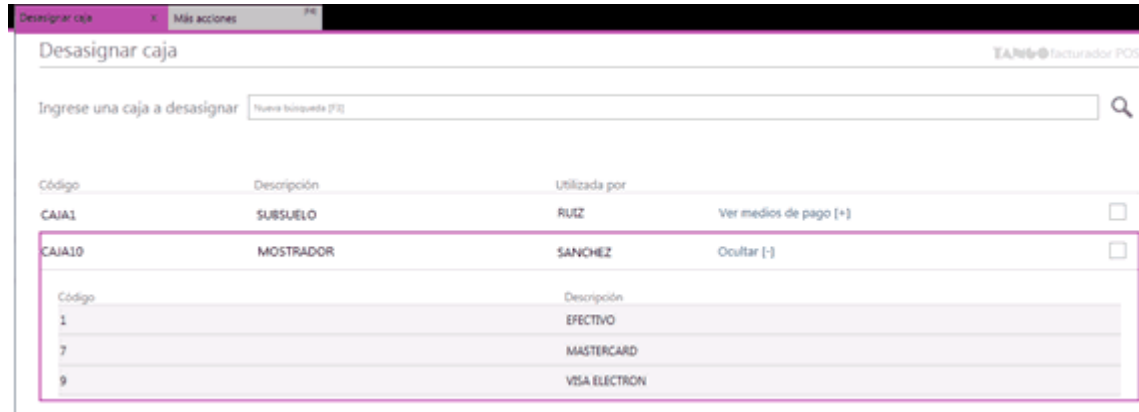 Desasignar caja X Más acciones [F4]
Desasignar caja TANGO facturador POS
Ingrese una caja a desasignar Nueva búsqueda [F3]
Código Descripción Utilizada por
CAJA1 SUBSUELO RUIZ Ver medios de pago [+]
CAJA10 MOSTRADOR SANCHEZ Ocultar [-]
Código Descripción
1 EFECTIVO
7 MASTERCARD
9 VISA ELECTRON